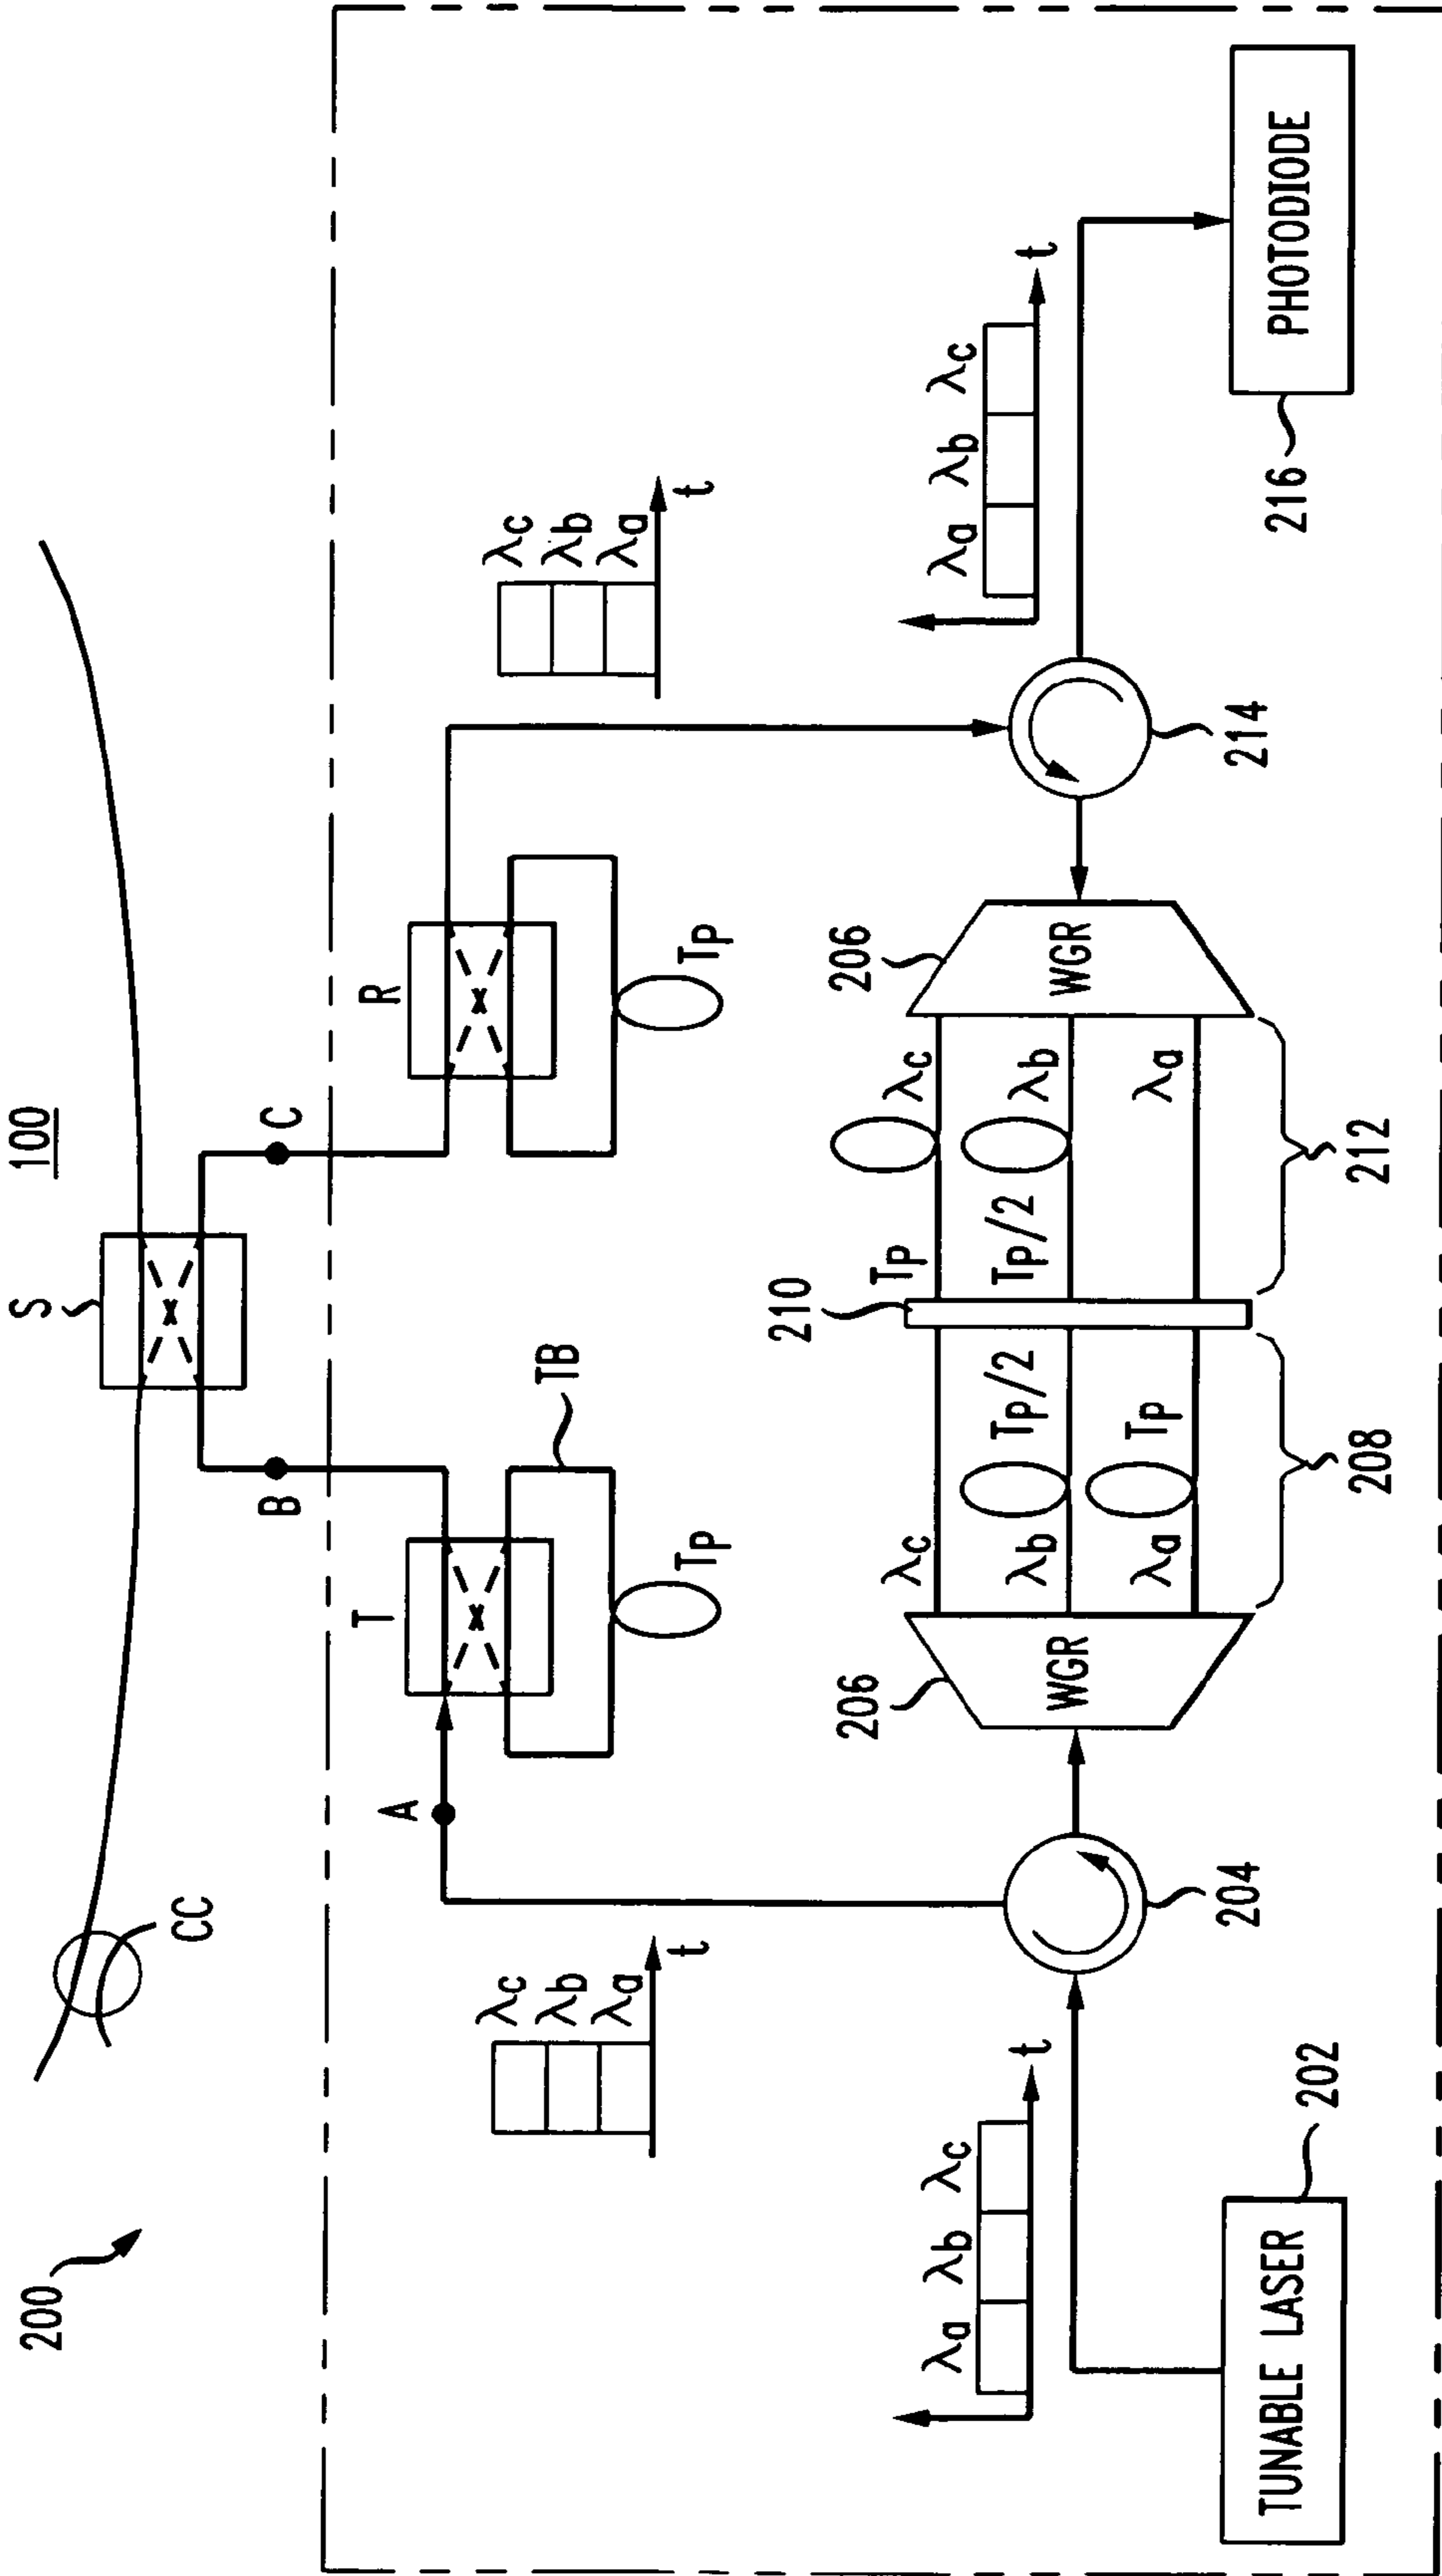 200
100
CC
S
B
C
A
T
TB
Tp
R
Tp
λc
λb
λa
t
λc
λb
λa
t
λa λb λc
t
λa λb λc
t
TUNABLE LASER
202
204
206
WGR
λc
λb
λa
Tp/2
Tp
208
210
Tp
Tp/2
λc
λb
λa
212
206
WGR
214
PHOTODIODE
216